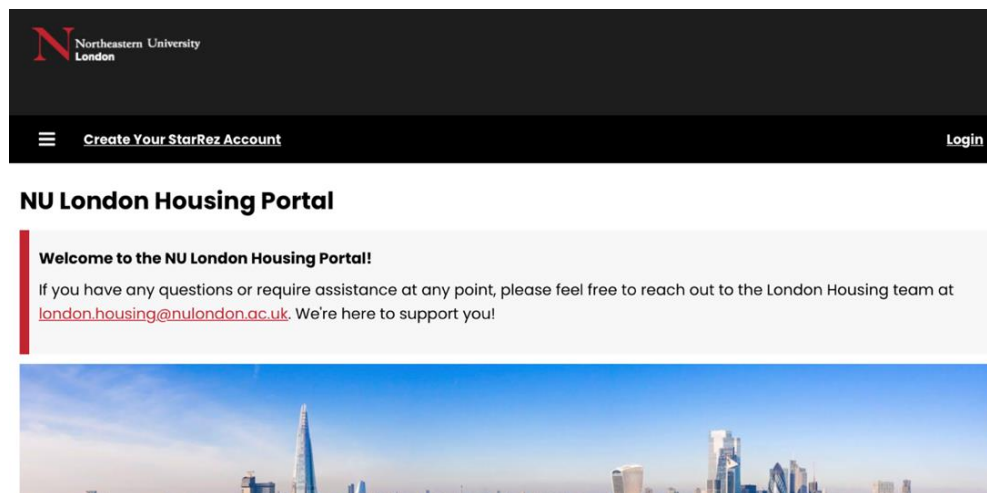 Northeastern University
London
Create Your StarRez Account
Login
NU London Housing Portal
Welcome to the NU London Housing Portal!
If you have any questions or require assistance at any point, please feel free to reach out to the London Housing team at
london.housing@nulondon.ac.uk. We're here to support you!